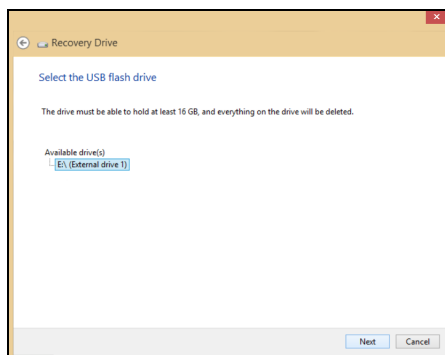 Recovery Drive
Select the USB flash drive
The drive must be able to hold at least 16 GB, and everything on the drive will be deleted.
Available drive(s)
E:\ (External drive 1)
Next Cancel